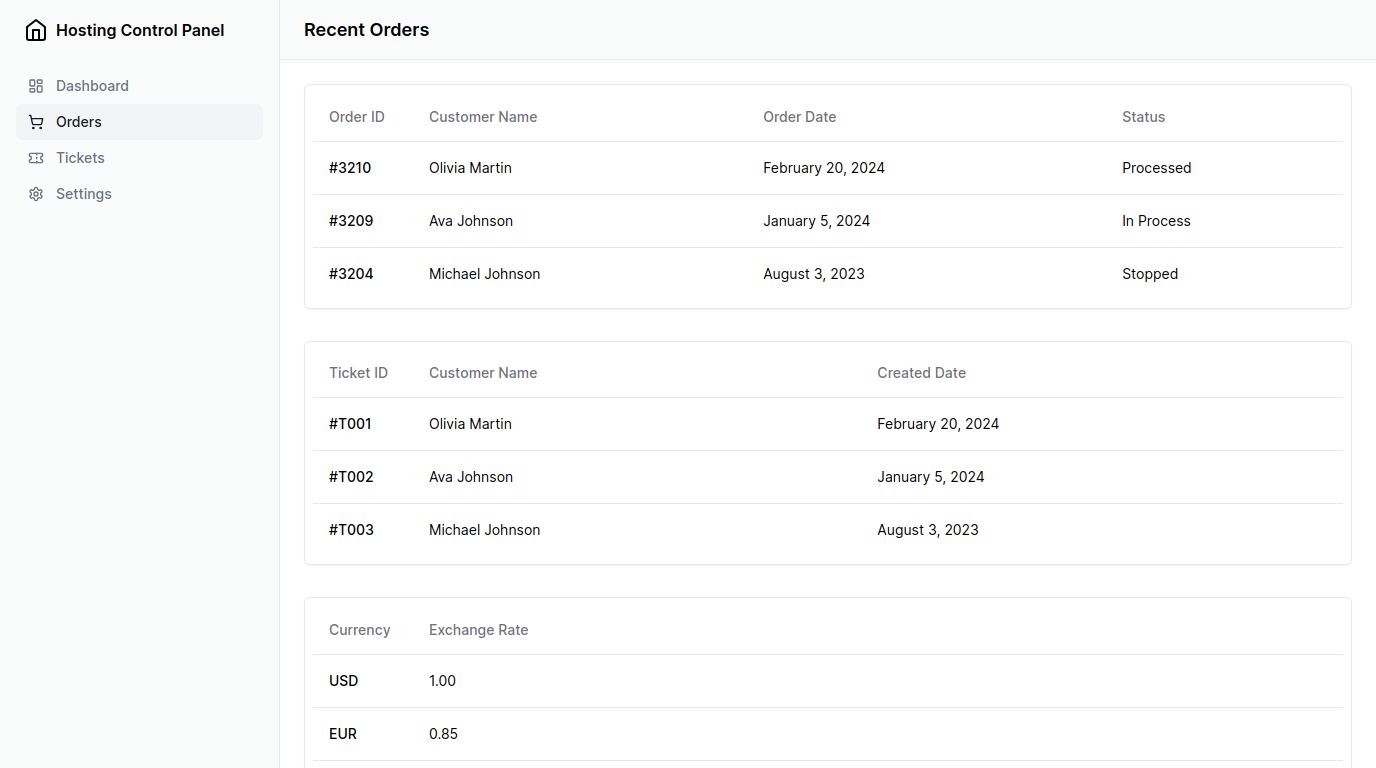 Hosting Control Panel
Dashboard
Orders
Tickets
Settings
Recent Orders
Order ID Customer Name Order Date Status
#3210 Olivia Martin February 20, 2024 Processed
#3209 Ava Johnson January 5, 2024 In Process
#3204 Michael Johnson August 3, 2023 Stopped
Ticket ID Customer Name Created Date
#T001 Olivia Martin February 20, 2024
#T002 Ava Johnson January 5, 2024
#T003 Michael Johnson August 3, 2023
Currency Exchange Rate
USD 1.00
EUR 0.85